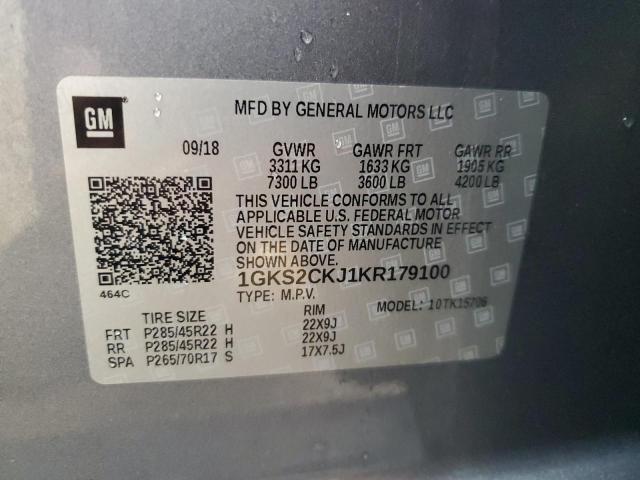 GM
MFD BY GENERAL MOTORS LLC
09/18 GVWR GAWR FRT GAWR RR
3311 KG 1633 KG 1905 KG
7300 LB 3600 LB 4200 LB
THIS VEHICLE CONFORMS TO ALL
APPLICABLE U.S. FEDERAL MOTOR
VEHICLE SAFETY STANDARDS IN EFFECT
ON THE DATE OF MANUFACTURE
SHOWN ABOVE.
464C
1GKS2CKJ1KR179100
TYPE: M.P.V. MODEL: 10TK15706
TIRE SIZE RIM
FRT P285/45R22 H 22X9J
RR P285/45R22 H 22X9J
SPA P265/70R17 S 17X7.5J